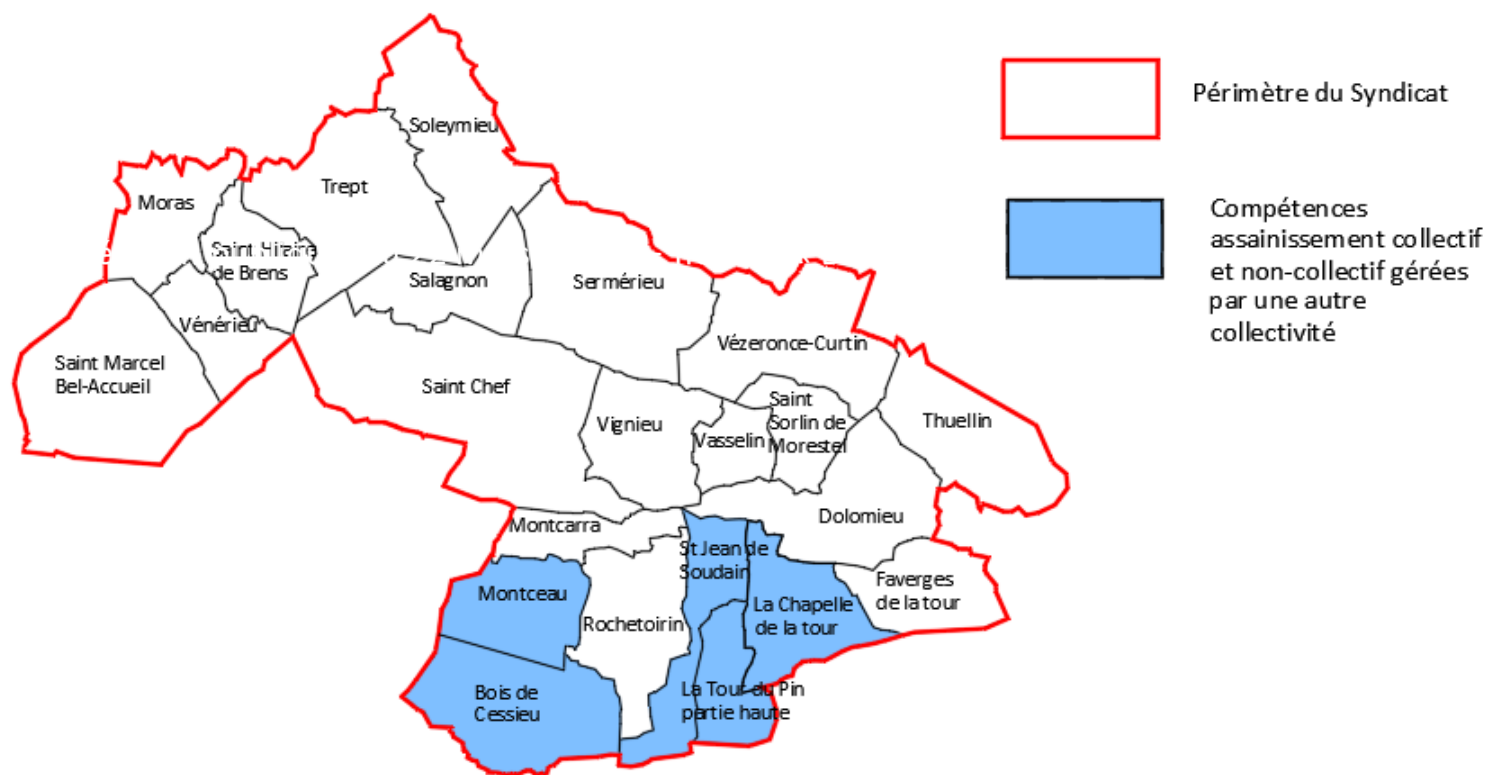 Soleymieu
Périmètre du Syndicat
Trept
Moras
Saint Hilaire
de Brens
Salagnon
Sermérieu
Vénérieu
Vézeronce-Curtin
Saint Marcel
Bel-Accueil
Saint Chef
Vignieu
Vasselin
Saint
Sorlin de
Morestel
Thuellin
Dolomieu
Montcarra
St Jean de
Soudain
Montceau
Rochetoirin
La Chapelle
de la tour
Faverges
de la tour
Bois de
Cessieu
La Tour du Pin
partie haute
Compétences
assainissement collectif
et non-collectif gérées
par une autre
collectivité